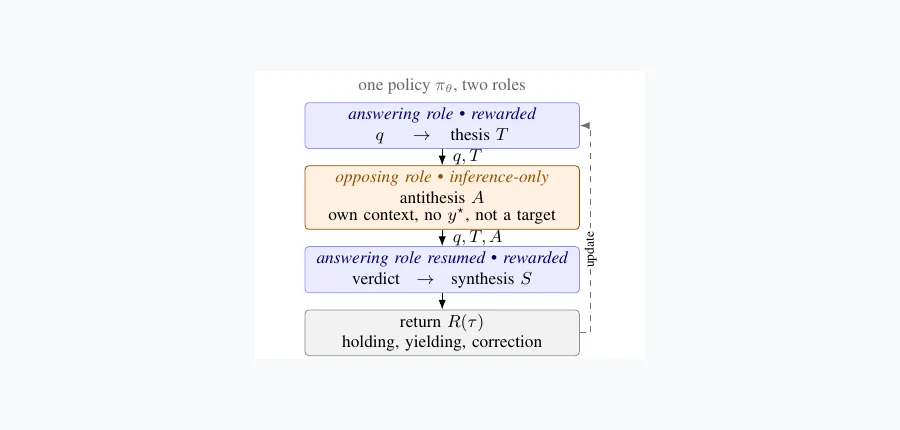 one policy π_θ, two roles
answering role • rewarded
q → thesis T
q, T
opposing role • inference-only
antithesis A
own context, no y*, not a target
q, T, A
answering role resumed • rewarded
verdict → synthesis S
update
return R(τ)
holding, yielding, correction